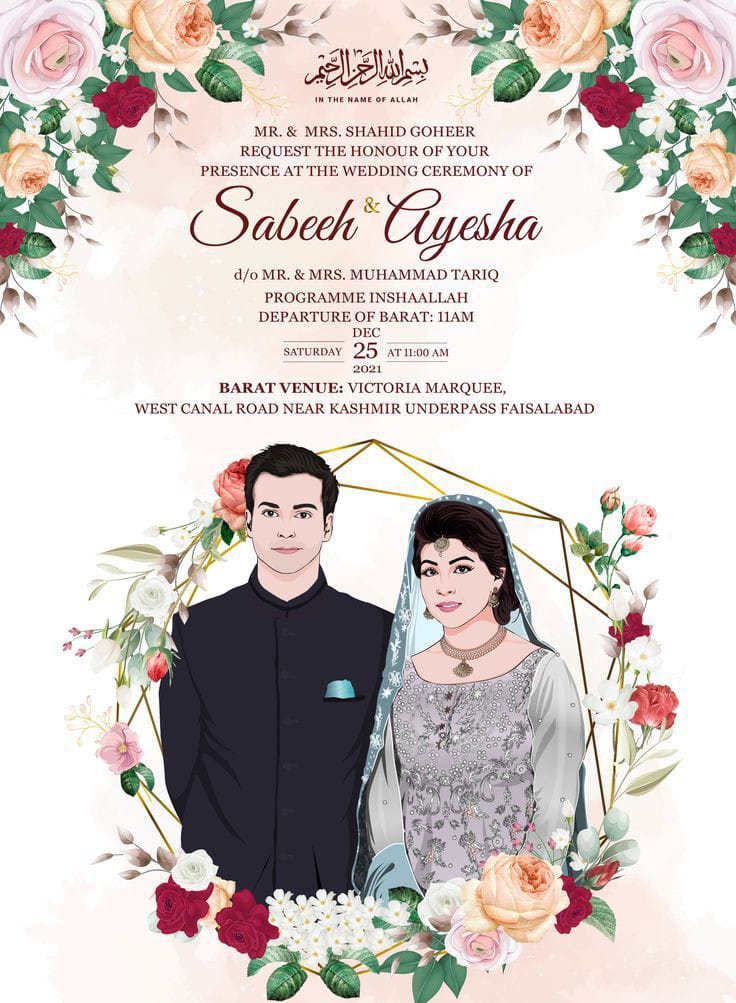 بسم الله الرحمن الرحيم
IN THE NAME OF ALLAH
MR. & MRS. SHAHID GOHEER
REQUEST THE HONOUR OF YOUR
PRESENCE AT THE WEDDING CEREMONY OF
Sabeeh & Ayesha
d/o MR. & MRS. MUHAMMAD TARIQ
PROGRAMME INSHAALLAH
DEPARTURE OF BARAT: 11AM
DEC
SATURDAY 25 AT 11:00 AM
2021
BARAT VENUE: VICTORIA MARQUEE,
WEST CANAL ROAD NEAR KASHMIR UNDERPASS FAISALABAD